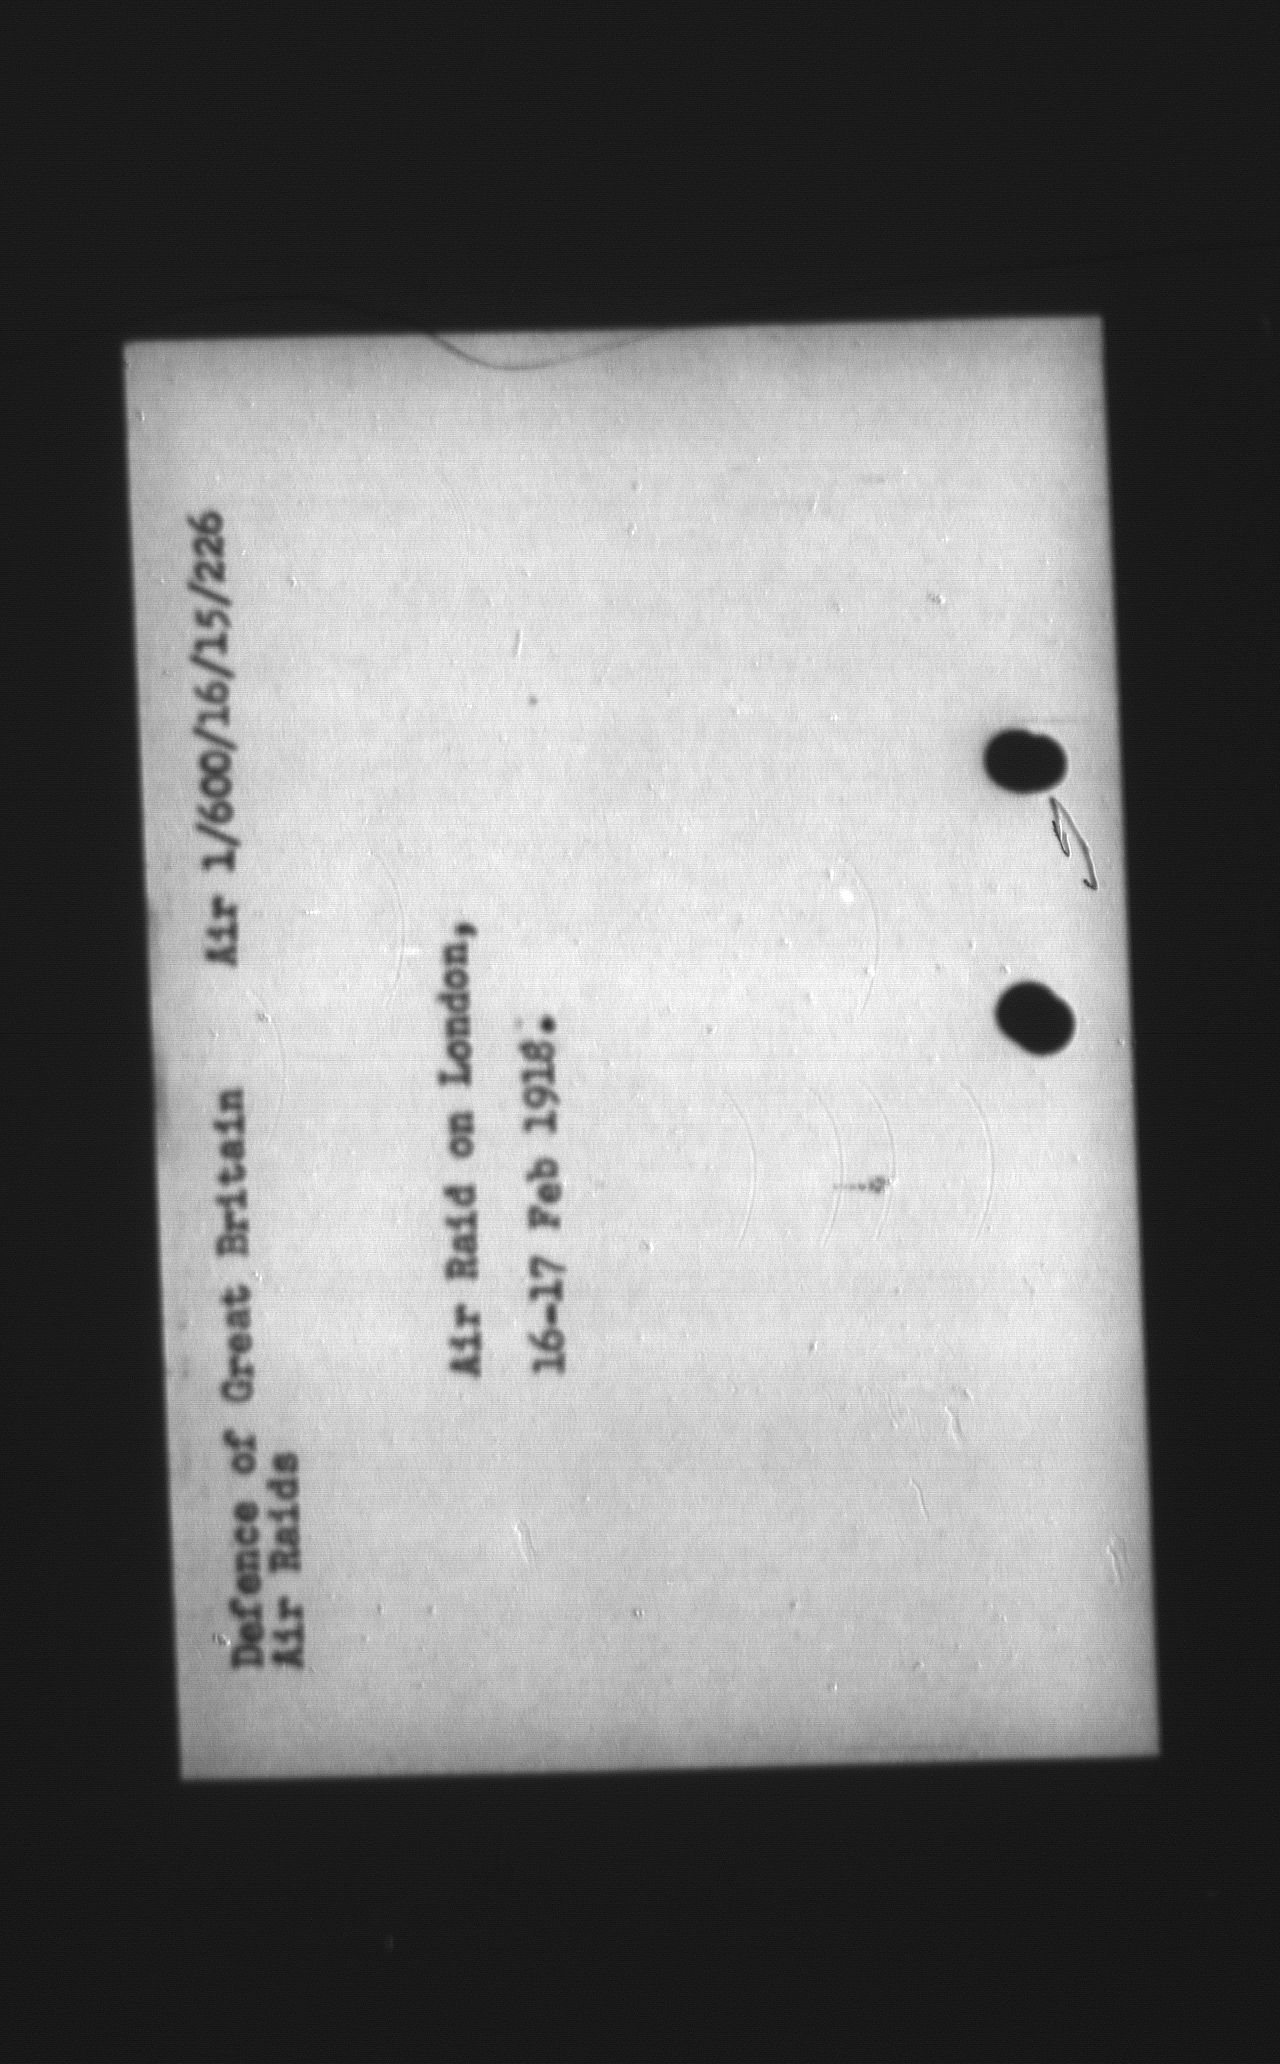 Defence of Great Britain Air 1/600/16/15/226
Air Raids
Air Raid on London,
16-17 Feb 1918.